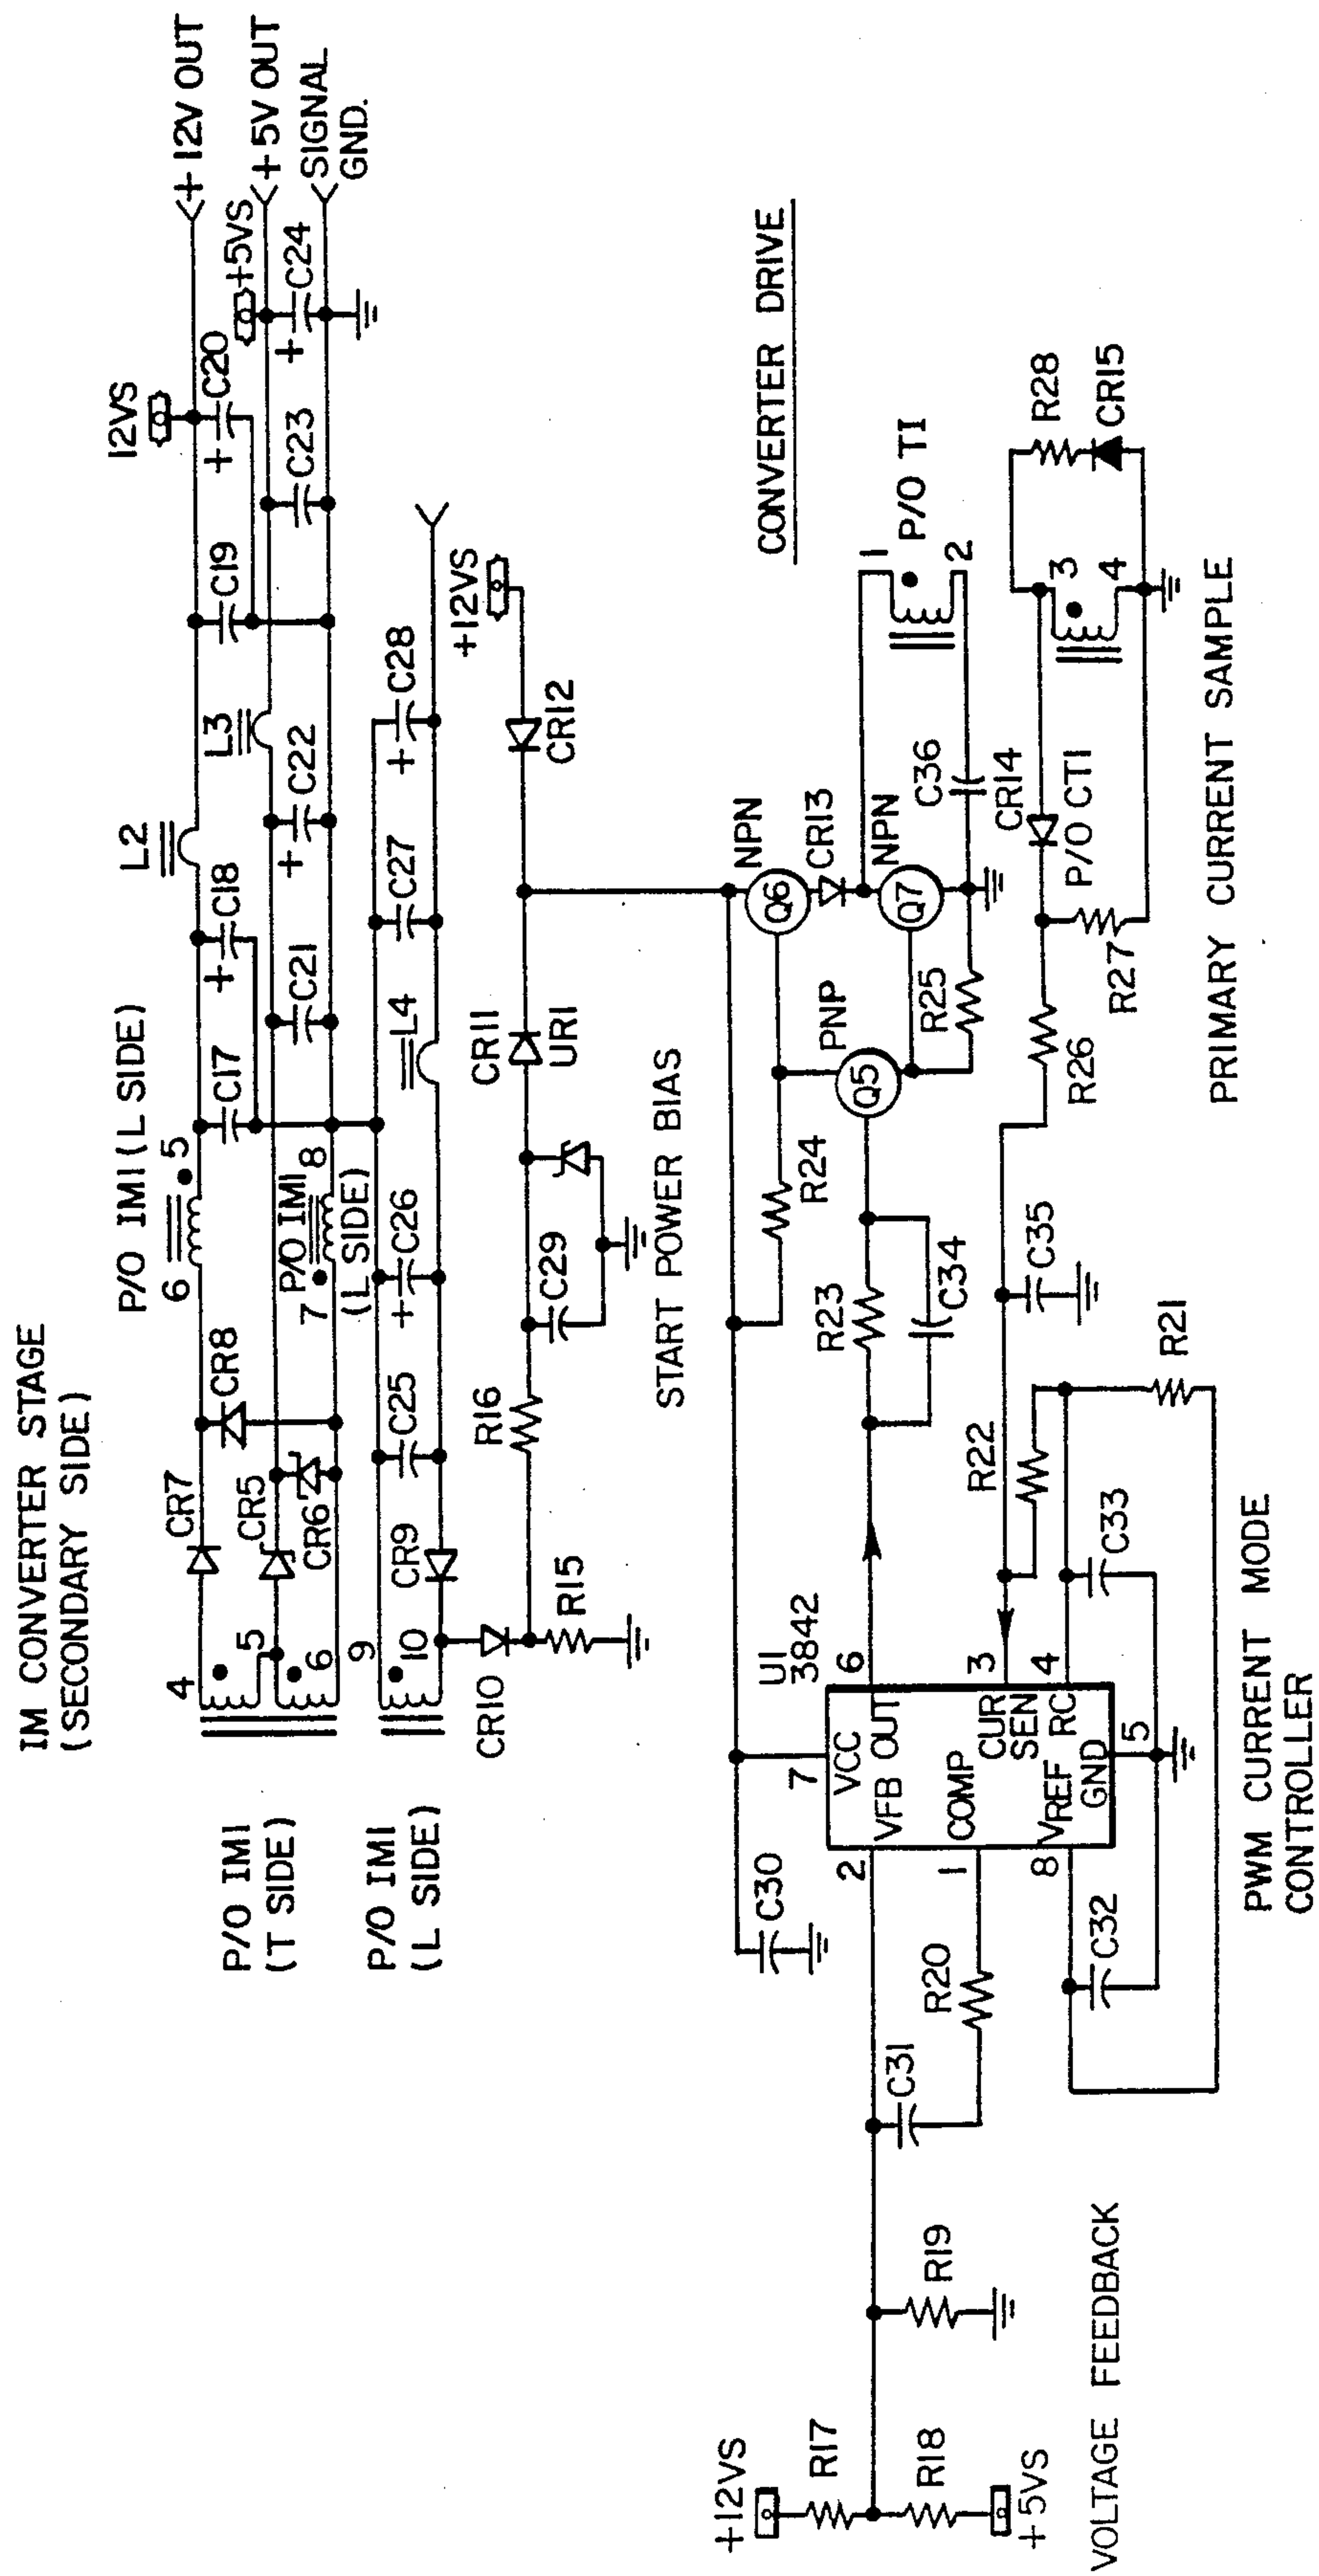 IM CONVERTER STAGE
(SECONDARY SIDE)
P/O IM1
(T SIDE)
4
5
6
CR7
CR8
CR5
CR6
P/O IM1 (L SIDE)
6
5
C17
C18
+
L2
C19
12VS
C20
+
+12V OUT
+5VS
+5V OUT
SIGNAL
GND.
P/O IM1
(L SIDE)
7
8
C21
C22
+
L3
C23
C24
+
P/O IM1
(L SIDE)
9
10
CR9
C25
C26
+
L4
C27
C28
+
CR10
R15
R16
C29
CR11
UR1
CR12
+12VS
START POWER BIAS
CONVERTER DRIVE
C30
R24
NPN
Q6
CR13
NPN
Q7
PNP
Q5
R25
C36
1
P/O T1
2
R23
C34
U1
3842
7
VCC
VFB
OUT
COMP
CUR
SEN
VREF
RC
GND
2
1
8
6
3
4
5
+12VS
R17
R18
+5VS
R19
C31
R20
C32
VOLTAGE FEEDBACK
R22
C33
R21
C35
R26
R27
CR14
P/O CT1
3
4
R28
CR15
PWM CURRENT MODE
CONTROLLER
PRIMARY CURRENT SAMPLE